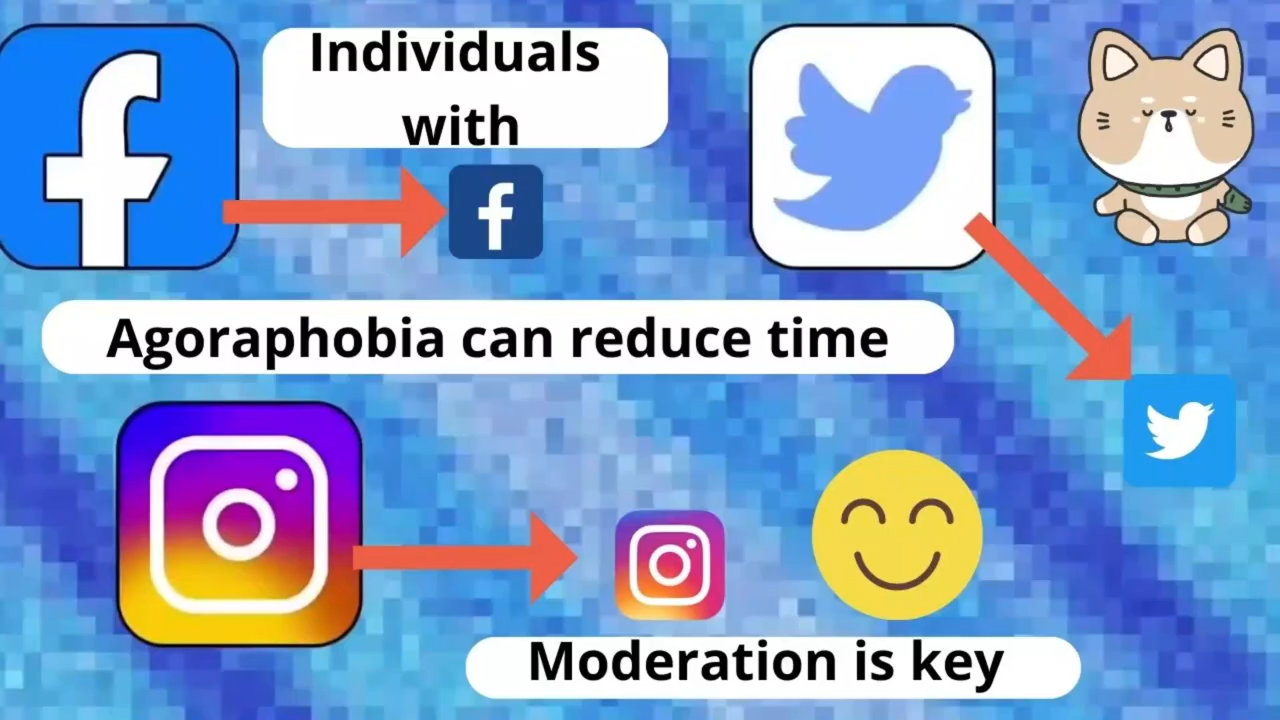 Individuals
with
Agoraphobia can reduce time
Moderation is key